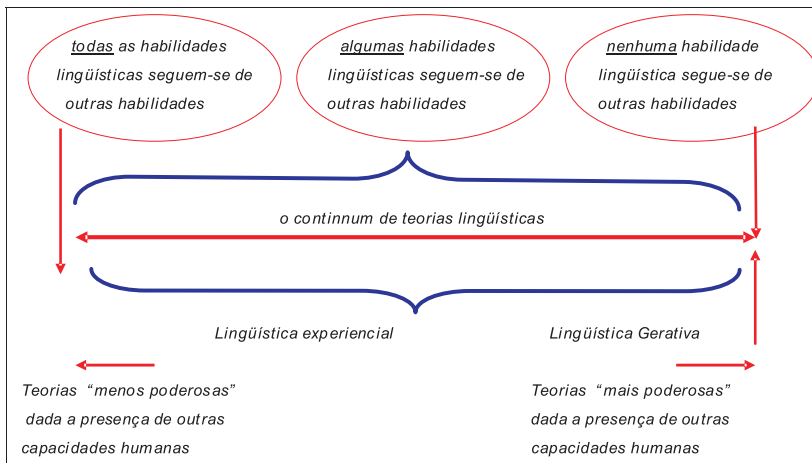 todas as habilidades
lingüísticas seguem-se de
outras habilidades
algumas habilidades
lingüísticas seguem-se de
outras habilidades
nenhuma habilidade
lingüística segue-se de
outras habilidades
o continnum de teorias lingüísticas
Lingüística experiencial
Lingüística Gerativa
Teorias “menos poderosas”
dada a presença de outras
capacidades humanas
Teorias “mais poderosas”
dada a presença de outras
capacidades humanas